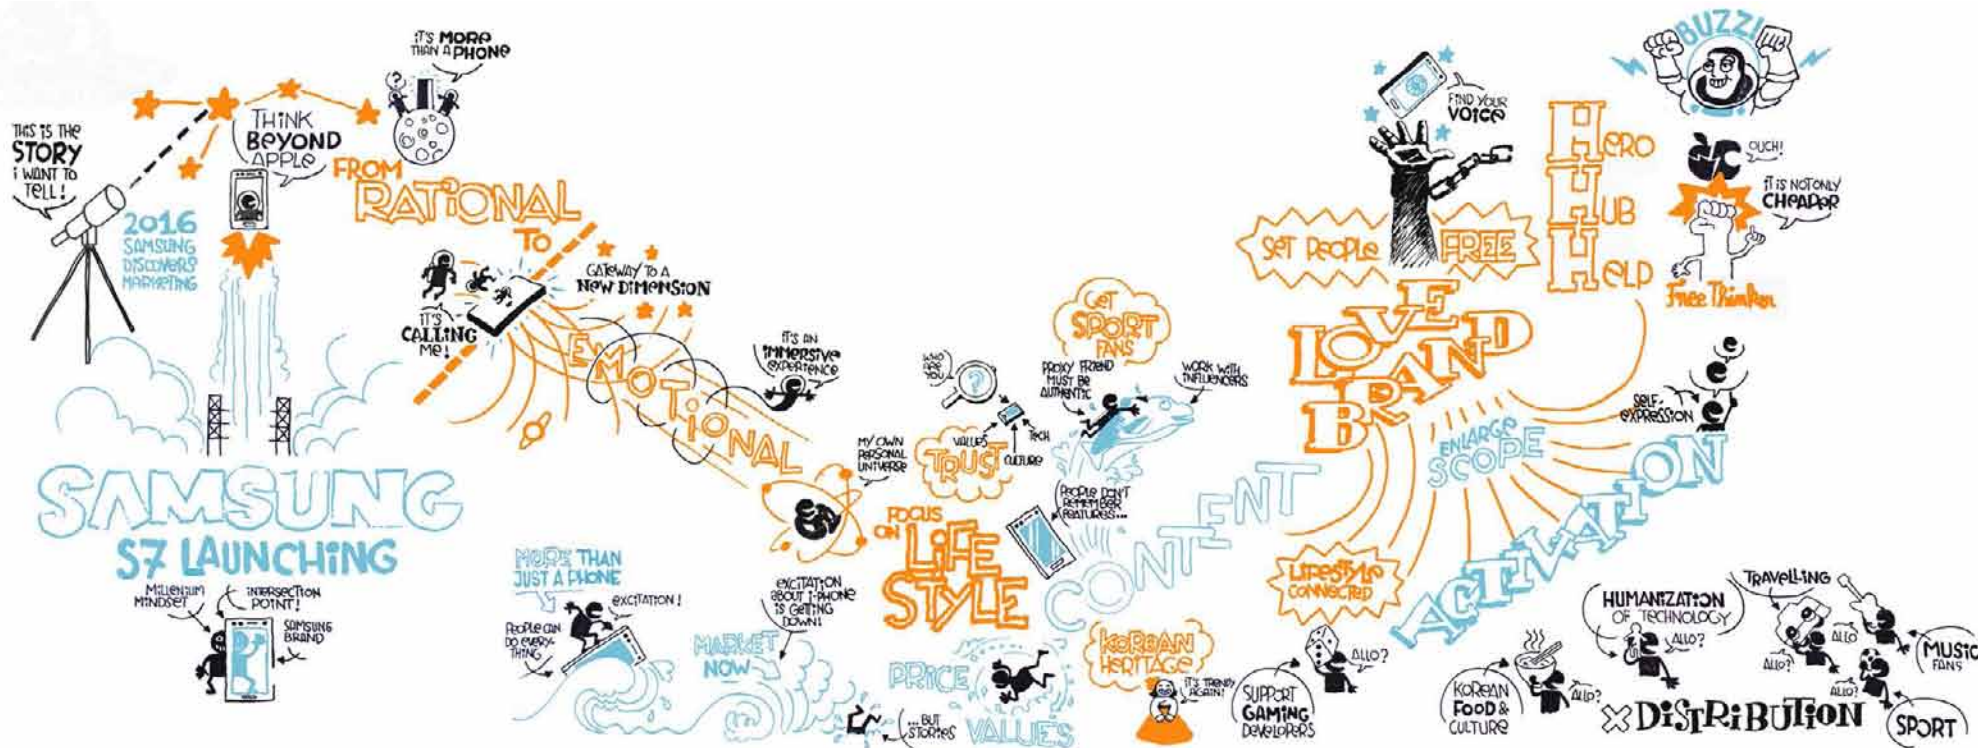 THIS IS THE
STORY
I WANT TO
TELL!
2016
SAMSUNG
DISCOVERS
MARKETING
THINK
BEYOND
APPLE
IT'S MORE
THAN A PHONE
?
FROM
RATIONAL
TO
GATEWAY TO A
NEW DIMENSION
IT'S
CALLING
ME!
EMOTIONAL
IT'S AN
IMMERSIVE
EXPERIENCE
MY OWN
PERSONAL
UNIVERSE
SAMSUNG
S7 LAUNCHING
MILLENIUM
MINDSET
INTERSECTION
POINT!
SAMSUNG
BRAND
MORE THAN
JUST A PHONE
EXCITATION!
PEOPLE CAN
DO EVERY-
THING
MARKET
NOW
EXCITATION
ABOUT I-PHONE
IS GETTING
DOWN!
FOCUS
ON
LIFE
STYLE
WHO
ARE
YOU
?
VALUES
TECH
CULTURE
TRUST
GET
SPORT
FANS
PROXY FRIEND
MUST BE
AUTHENTIC
WORK WITH
INFLUENCERS
PEOPLE DON'T
REMEMBER
FEATURES...
... BUT
STORIES
CONTENT
PRICE
VALUES
KOREAN
HERITAGE
IT'S TRENDY
AGAIN!
FIND YOUR
VOICE
SET PEOPLE
FREE
LOVE
BRAND
HERO
HUB
HELP
BUZZ!
OUCH!
IT IS NOT ONLY
CHEAPER
Free Thinker
SELF-
EXPRESSION
ENLARGE
SCOPE
ACTIVATION
LIFESTYLE
CONNECTED
SUPPORT
GAMING
DEVELOPERS
ALLO?
KOREAN
FOOD &
CULTURE
ALLO?
HUMANIZATION
OF TECHNOLOGY
ALLO?
TRAVELLING
ALLO?
ALLO
MUSIC
FANS
ALLO?
SPORT
X DISTRIBUTION